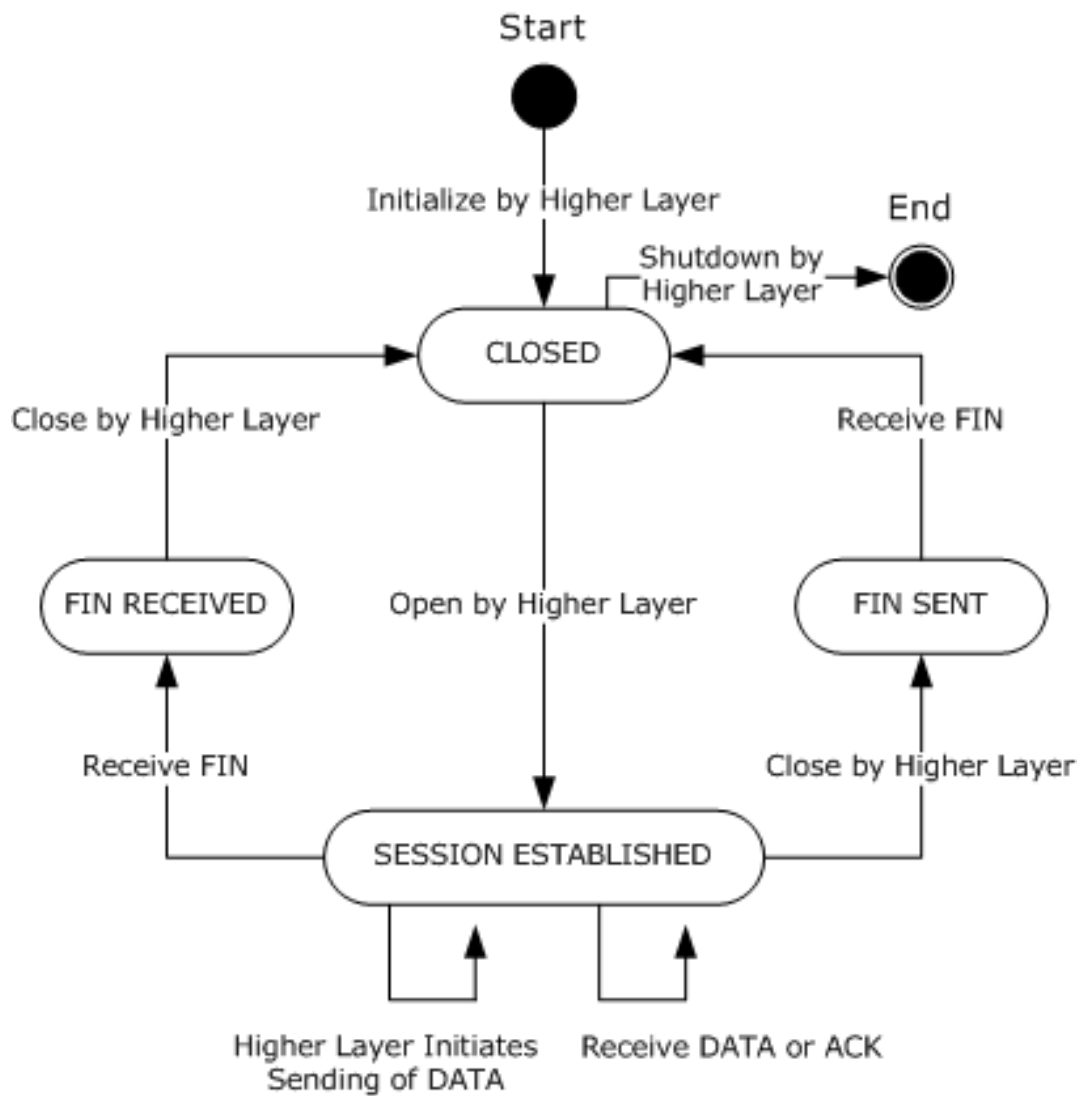 Start
Initialize by Higher Layer
End
Shutdown by
Higher Layer
CLOSED
Close by Higher Layer
Receive FIN
FIN RECEIVED
Open by Higher Layer
FIN SENT
Receive FIN
Close by Higher Layer
SESSION ESTABLISHED
Higher Layer Initiates
Sending of DATA
Receive DATA or ACK